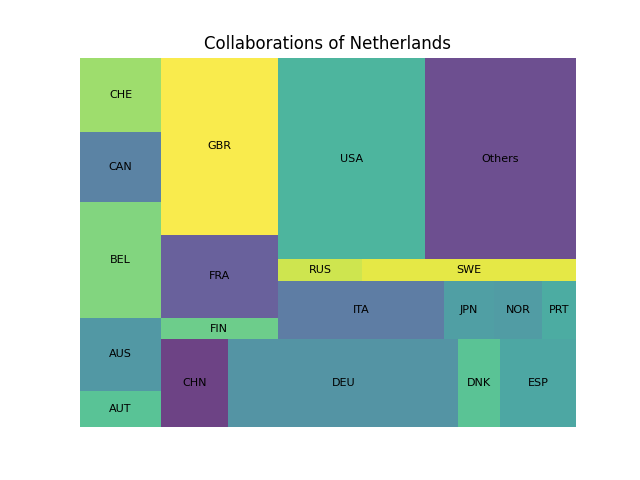 Collaborations of Netherlands
CHE
GBR
USA
Others
CAN
BEL
FRA
RUS
SWE
ITA
JPN
NOR
PRT
FIN
AUS
CHN
DEU
DNK
ESP
AUT